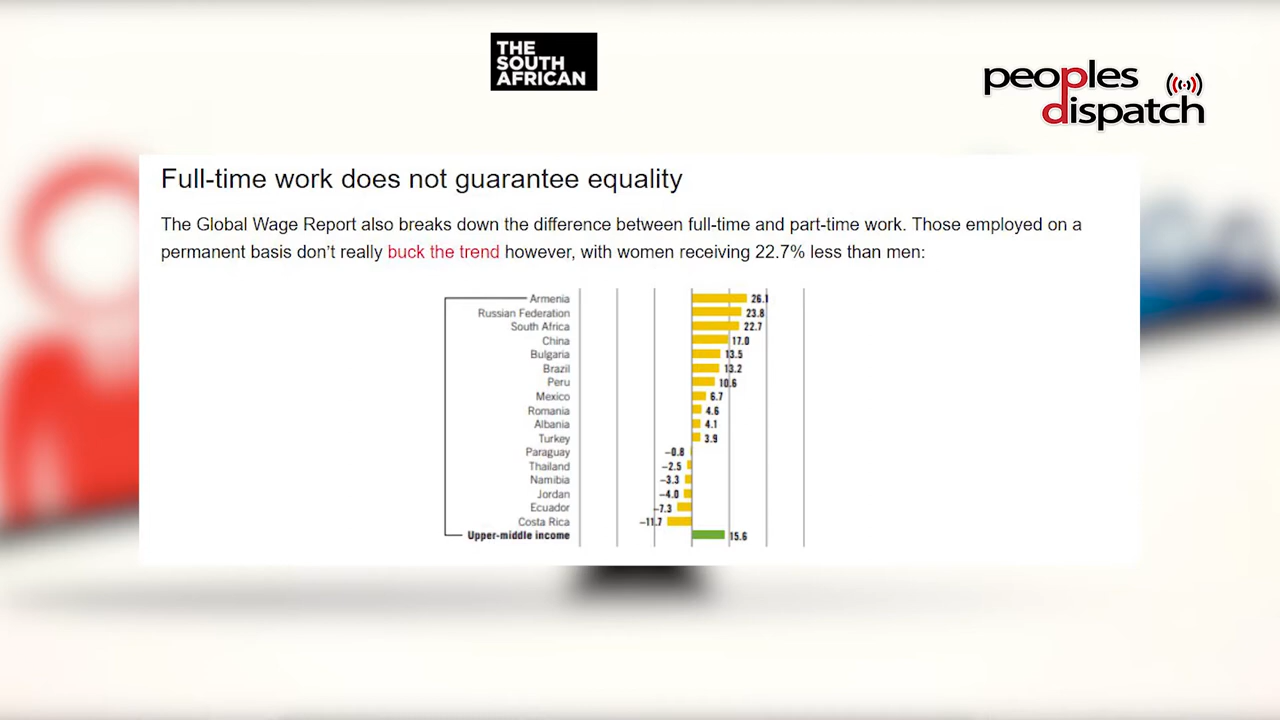 THE
SOUTH
AFRICAN
peoples
dispatch
Full-time work does not guarantee equality
The Global Wage Report also breaks down the difference between full-time and part-time work. Those employed on a
permanent basis don’t really buck the trend however, with women receiving 22.7% less than men:
Armenia 26.1
Russian Federation 23.8
South Africa 22.7
China 17.0
Bulgaria 13.5
Brazil 13.2
Peru 10.6
Mexico 6.7
Romania 4.6
Albania 4.1
Turkey 3.9
Paraguay –0.8
Thailand –2.5
Namibia –3.3
Jordan –4.0
Ecuador –7.3
Costa Rica –11.7
Upper-middle income 15.6